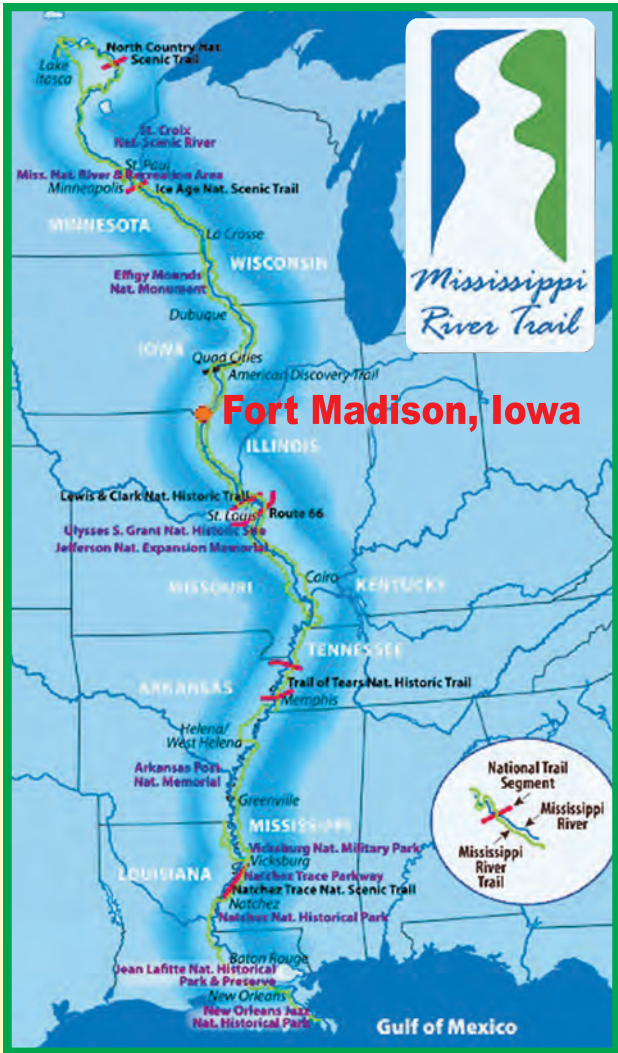 North Country Nat.
Scenic Trail
Lake
Itasca
St. Croix
Nat. Scenic River
St. Paul
Miss. Nat. River & Recreation Area
Minneapolis
Ice Age Nat. Scenic Trail
MINNESOTA
La Crosse
WISCONSIN
Effigy Mounds
Nat. Monument
Mississippi
River Trail
Dubuque
IOWA
Quad Cities
American Discovery Trail
Fort Madison, Iowa
ILLINOIS
Lewis & Clark Nat. Historic Trail
St. Louis
Route 66
Ulysses S. Grant Nat. Historic Site
Jefferson Nat. Expansion Memorial
Cairo
MISSOURI
KENTUCKY
TENNESSEE
Trail of Tears Nat. Historic Trail
ARKANSAS
Memphis
Helena/
West Helena
Arkansas Post
Nat. Memorial
Greenville
MISSISSIPPI
Vicksburg Nat. Military Park
Vicksburg
LOUISIANA
Natchez Trace Parkway
Natchez Trace Nat. Scenic Trail
Natchez
Natchez Nat. Historical Park
National Trail
Segment
Mississippi
River
Mississippi
River
Trail
Baton Rouge
Jean Lafitte Nat. Historical
Park & Preserve
New Orleans
New Orleans Jazz
Nat. Historical Park
Gulf of Mexico